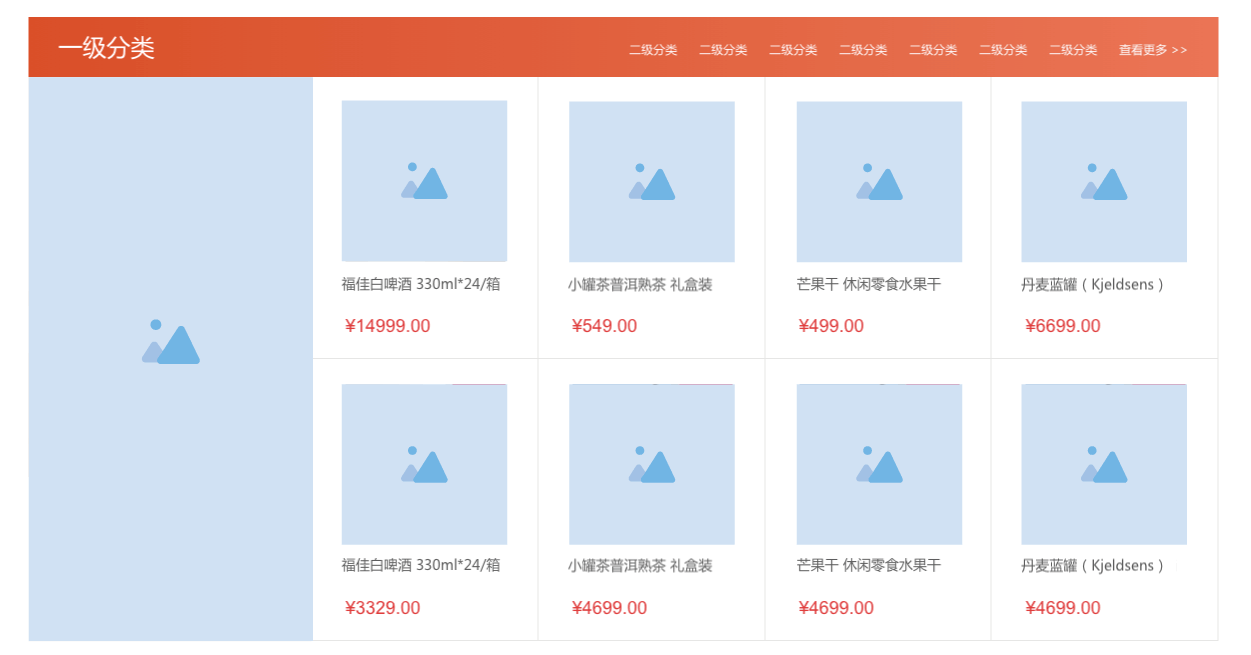 一级分类
二级分类 二级分类 二级分类 二级分类 二级分类 二级分类 二级分类 查看更多 >>
福佳白啤酒 330ml*24/箱
¥14999.00
小罐茶普洱熟茶 礼盒装
¥549.00
芒果干 休闲零食水果干
¥499.00
丹麦蓝罐 ( Kjeldsens )
¥6699.00
福佳白啤酒 330ml*24/箱
¥3329.00
小罐茶普洱熟茶 礼盒装
¥4699.00
芒果干 休闲零食水果干
¥4699.00
丹麦蓝罐 ( Kjeldsens )
¥4699.00